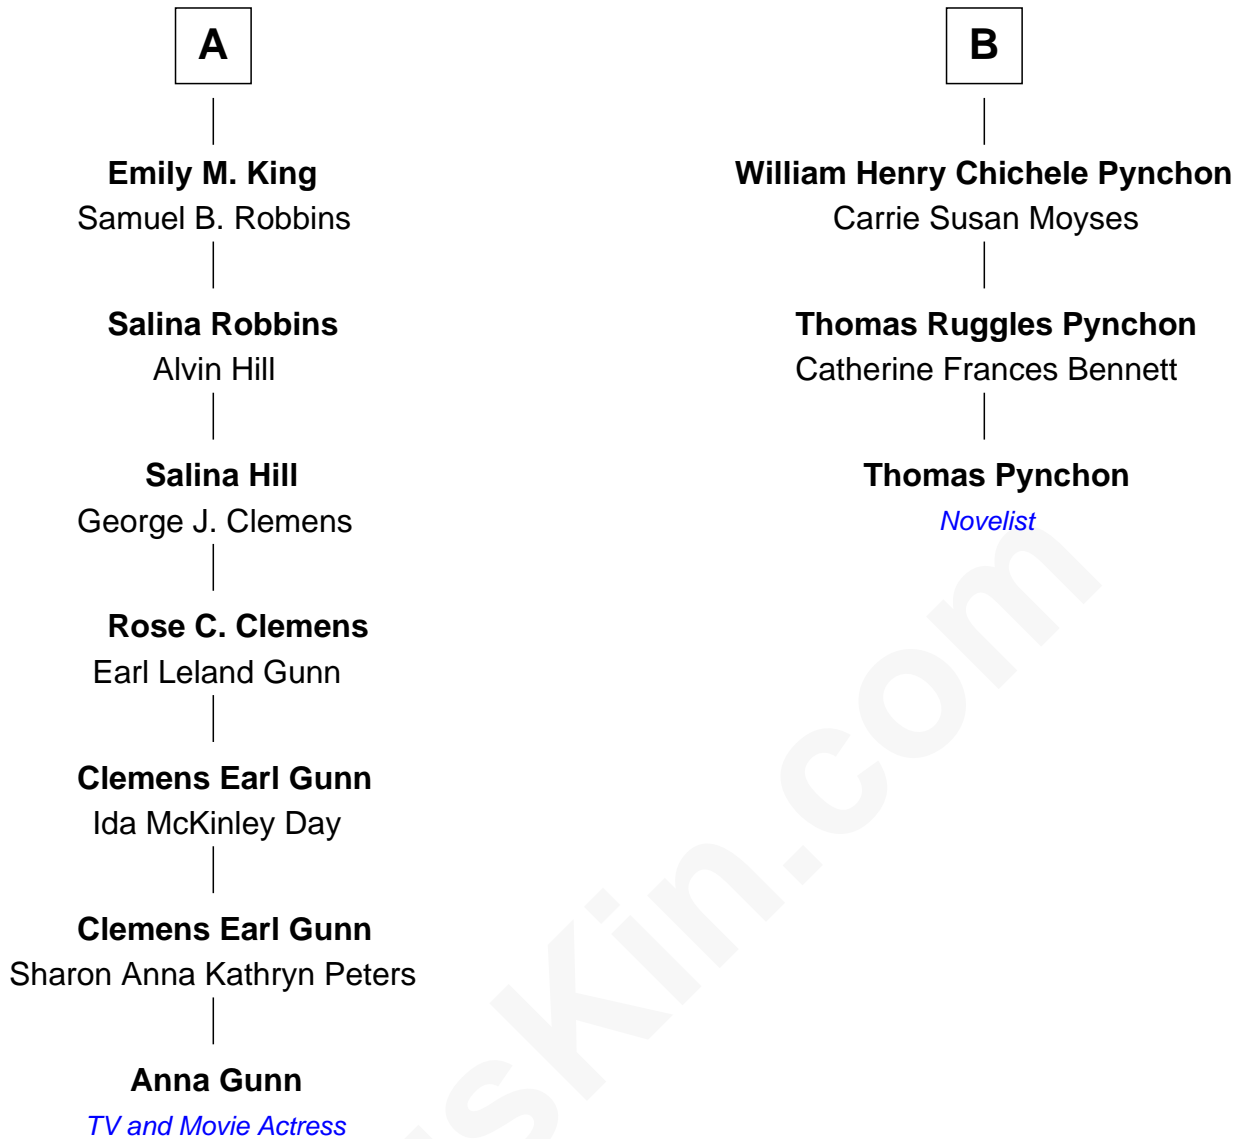 A
Emily M. King
Samuel B. Robbins
Salina Robbins
Alvin Hill
Salina Hill
George J. Clemens
Rose C. Clemens
Earl Leland Gunn
Clemens Earl Gunn
Ida McKinley Day
Clemens Earl Gunn
Sharon Anna Kathryn Peters
Anna Gunn
TV and Movie Actress
B
William Henry Chichele Pynchon
Carrie Susan Moyses
Thomas Ruggles Pynchon
Catherine Frances Bennett
Thomas Pynchon
Novelist
sKin.com